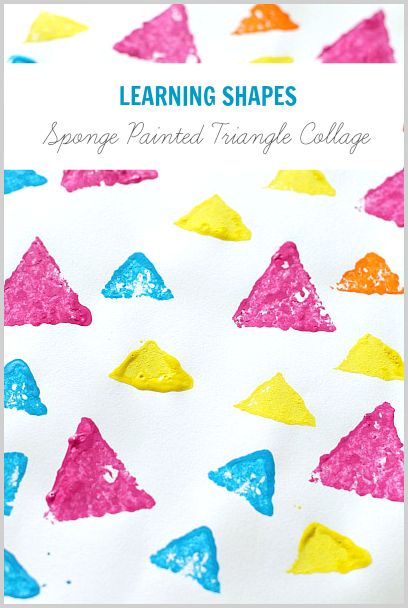 LEARNING SHAPES
Sponge Painted Triangle Collage